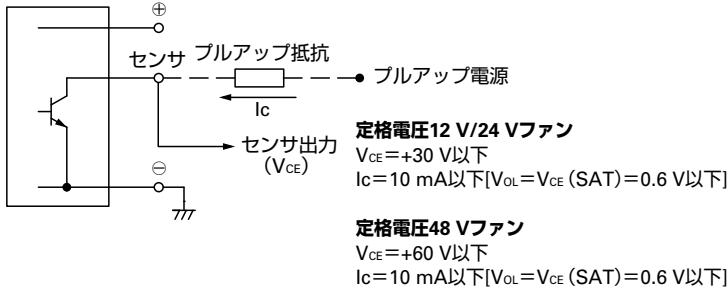 ⊕
センサ プルアップ抵抗
プルアップ電源
Ic
センサ出力
（VCE）
⊖
定格電圧12 V/24 Vファン
VCE＝+30 V以下
Ic＝10 mA以下[VOL＝VCE (SAT)＝0.6 V以下]
定格電圧48 Vファン
VCE＝+60 V以下
Ic＝10 mA以下[VOL＝VCE (SAT)＝0.6 V以下]